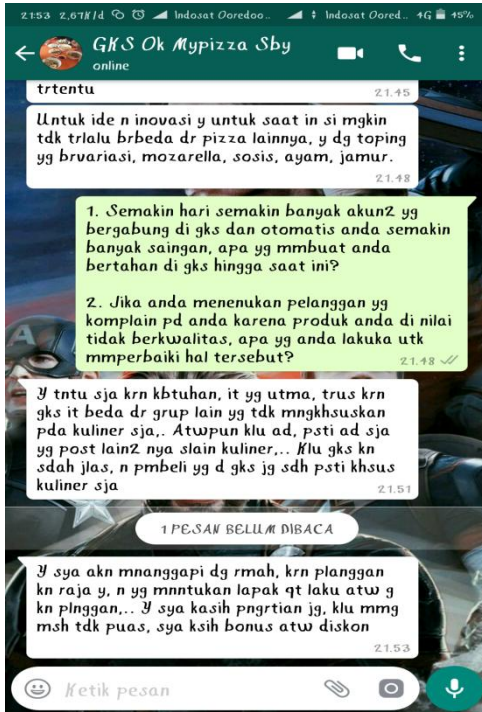 21:53 2,67K/d Indosat Ooredoo.. Indosat Oored.. 4G 45%
GKS Ok Mypizza Sby
online
trtentu
21.45
Untuk ide n inovasi y untuk saat in si mgkin
tdk trlalu brbeda dr pizza lainnya, y dg toping
yg brvariasi, mozarella, sosis, ayam, jamur.
21.48
1. Semakin hari semakin banyak akun2 yg
bergabung di gks dan otomatis anda semakin
banyak saingan, apa yg mmbuat anda
bertahan di gks hingga saat ini?
2. Jika anda menenukan pelanggan yg
komplain pd anda karena produk anda di nilai
tidak berkwalitas, apa yg anda lakuka utk
mmperbaiki hal tersebut?
21.48
Y tntu sja krn kbtuhan, it yg utma, trus krn
gks it beda dr grup lain yg tdk mngkhsuskan
pda kuliner sja,. Atwpun klu ad, psti ad sja
yg post lain2 nya slain kuliner,.. Klu gks kn
sdah jlas, n pmbeli yg d gks jg sdh psti khsus
kuliner sja
21.51
1 PESAN BELUM DIBACA
Y sya akn mnanggapi dg rmah, krn planggan
kn raja y, n yg mnntukan lapak qt laku atw g
kn plnggan,.. Y sya kasih pngrtian jg, klu mmg
msh tdk puas, sya ksih bonus atw diskon
21.53
Ketik pesan